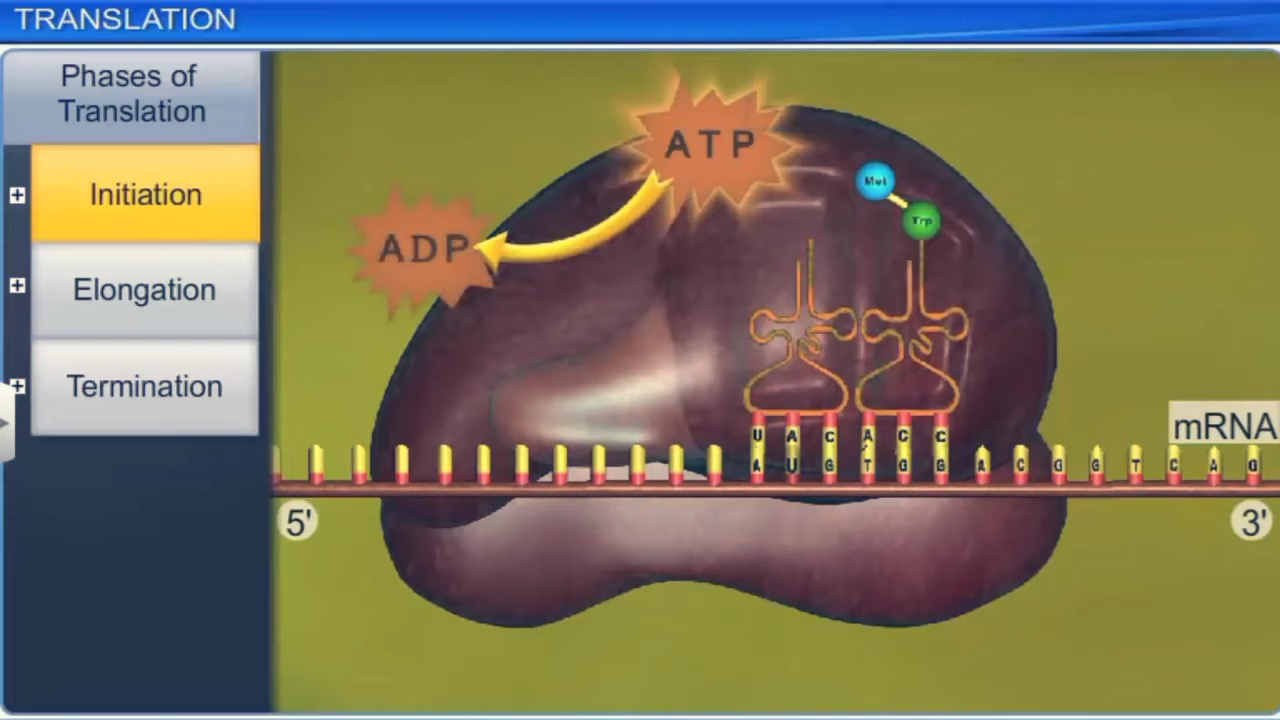 TRANSLATION
Phases of
Translation
Initiation
Elongation
Termination
ATP
ADP
Met
Trp
U A C A C C
A U G T G G A C G G T C A G
mRNA
5'
3'